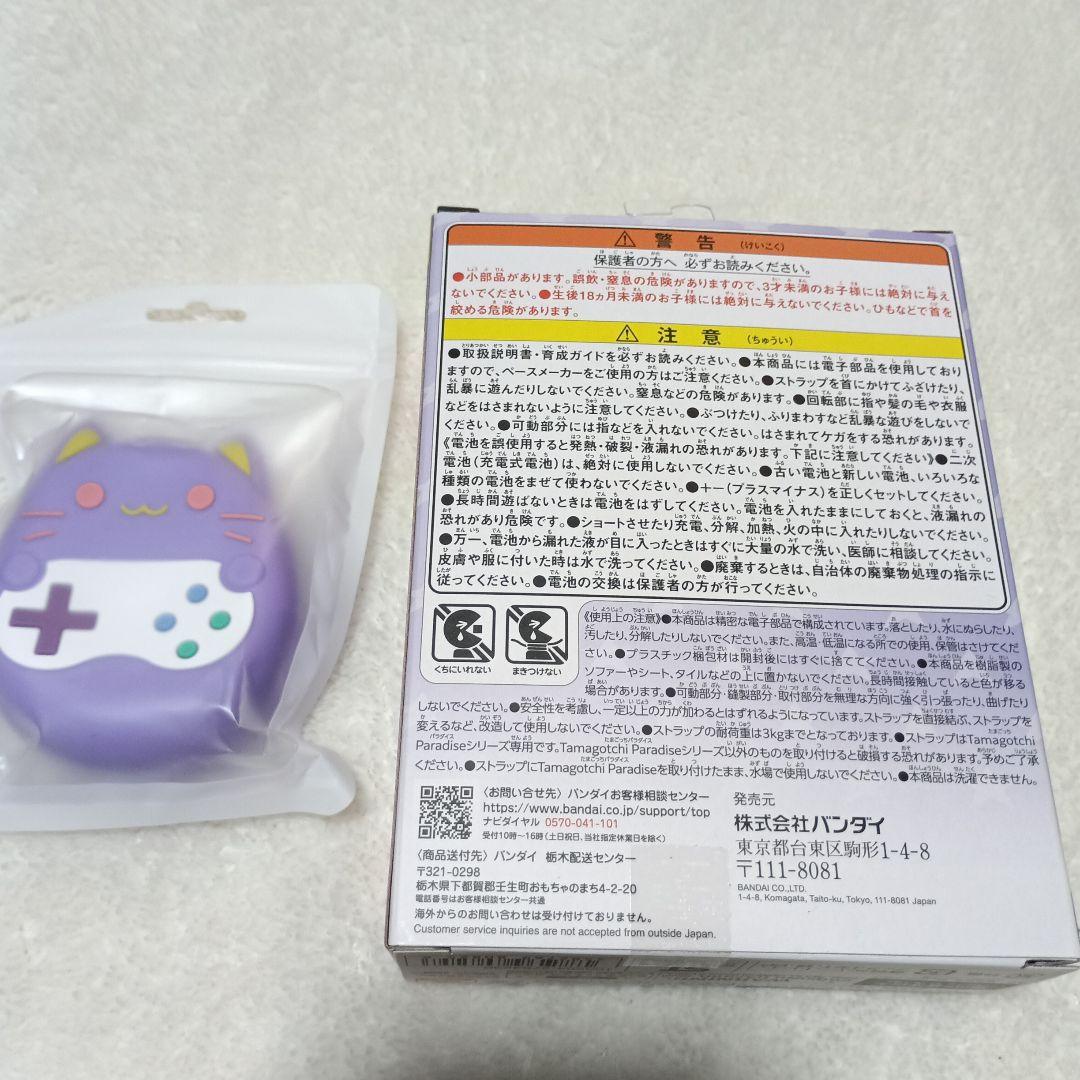 警告 (けいこく)
保護者の方へ 必ずお読みください。
●小部品があります。誤飲・窒息の危険がありますので、3才未満のお子様には絶対に与え
ないでください。●生後18ヵ月未満のお子様には絶対に与えないでください。ひもなどで首を
絞める危険があります。
注意 (ちゅうい)
●取扱説明書・育成ガイドを必ずお読みください。●本商品には電子部品を使用しており
ますので、ペースメーカーをご使用の方はご注意ください。●ストラップを首にかけてふざけたり、
乱暴に遊んだりしないでください。窒息などの危険があります。●回転部に指や髪の毛や衣服
などをはさまれないように注意してください。●ぶつけたり、ふりまわすなど乱暴な遊びをしないで
ください。●可動部分には指などを入れないでください。はさまれてケガをする恐れがあります。
《電池を誤使用すると発熱・破裂・液漏れの恐れがあります。下記に注意してください》●二次
電池(充電式電池)は、絶対に使用しないでください。●古い電池と新しい電池、いろいろな
種類の電池をまぜて使わないでください。●+-(プラスマイナス)を正しくセットしてください。
●長時間遊ばないときは電池をはずしてください。電池を入れたままにしておくと、液漏れの
恐れがあり危険です。●ショートさせたり充電、分解、加熱、火の中に入れたりしないでください。
●万一、電池から漏れた液が目に入ったときはすぐに大量の水で洗い、医師に相談してください。
皮膚や服に付いた時は水で洗ってください。●廃棄するときは、自治体の廃棄物処理の指示に
従ってください。●電池の交換は保護者の方が行ってください。
くちにいれない
まきつけない
《使用上の注意》●本商品は精密な電子部品で構成されています。落としたり、水にぬらしたり、
汚したり、分解したりしないでください。また、高温・低温になる所での使用、保管はさけてくだ
さい。●プラスチック梱包材は開封後にはすぐに捨ててください。●本商品を樹脂製の
ソファーやシート、タイルなどの上に置かないでください。長時間接触していると色が移る
場合があります。●可動部分・縫製部分・取付部分を無理な方向に強く引っ張ったり、曲げたり
しないでください。●安全性を考慮し、一定以上の力が加わるとはずれるようになっています。ストラップを直接結ぶ、ストラップを
変えるなど、改造して使用しないでください。●ストラップの耐荷重は3kgまでとなっております。●ストラップはTamagotchi
Paradiseシリーズ専用です。Tamagotchi Paradiseシリーズ以外のものを取り付けると破損する恐れがあります。予めご了承
ください。●ストラップにTamagotchi Paradiseを取り付けたまま、水場で使用しないでください。●本商品は洗濯できません。
〈お問い合せ先〉バンダイお客様相談センター
https://www.bandai.co.jp/support/top
ナビダイヤル 0570-041-101
受付10時～16時(土日祝日、当社指定休業日を除く)
〈商品送付先〉バンダイ 栃木配送センター
〒321-0298
栃木県下都賀郡壬生町おもちゃのまち4-2-20
電話番号はお客様相談センター共通
海外からのお問い合わせは受け付けておりません。
Customer service inquiries are not accepted from outside Japan.
発売元
株式会社バンダイ
東京都台東区駒形1-4-8
〒111-8081
BANDAI CO.,LTD.
1-4-8, Komagata, Taito-ku, Tokyo, 111-8081 Japan